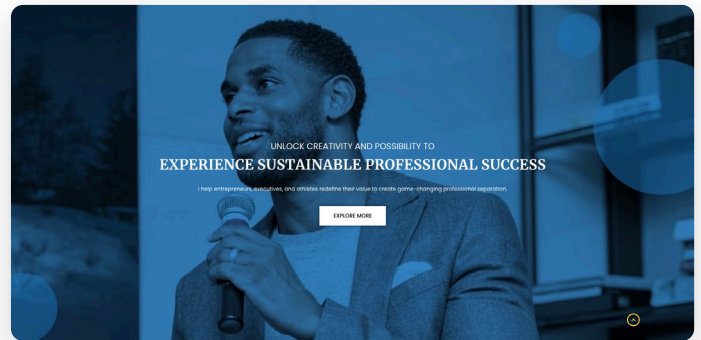 UNLOCK CREATIVITY AND POSSIBILITY TO
EXPERIENCE SUSTAINABLE PROFESSIONAL SUCCESS
I help entrepreneurs, executives, and athletes redefine their value to create game-changing professional separation.
EXPLORE MORE